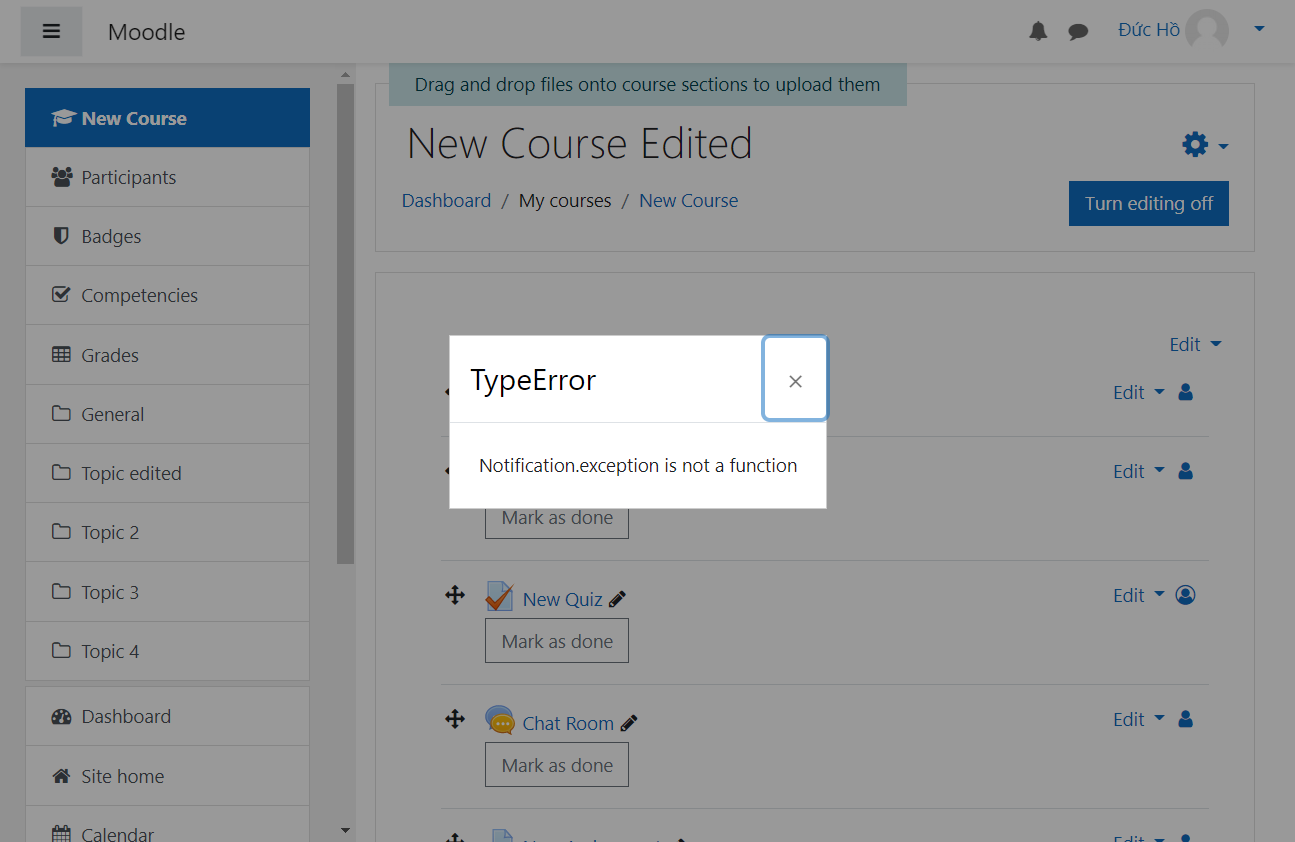 Moodle
Đức Hồ
New Course
Participants
Badges
Competencies
Grades
General
Topic edited
Topic 2
Topic 3
Topic 4
Dashboard
Site home
Calendar
Drag and drop files onto course sections to upload them
New Course Edited
Dashboard / My courses / New Course
Turn editing off
Edit
Edit
TypeError
×
Notification.exception is not a function
Edit
Mark as done
New Quiz
Edit
Mark as done
Chat Room
Edit
Mark as done
Edit